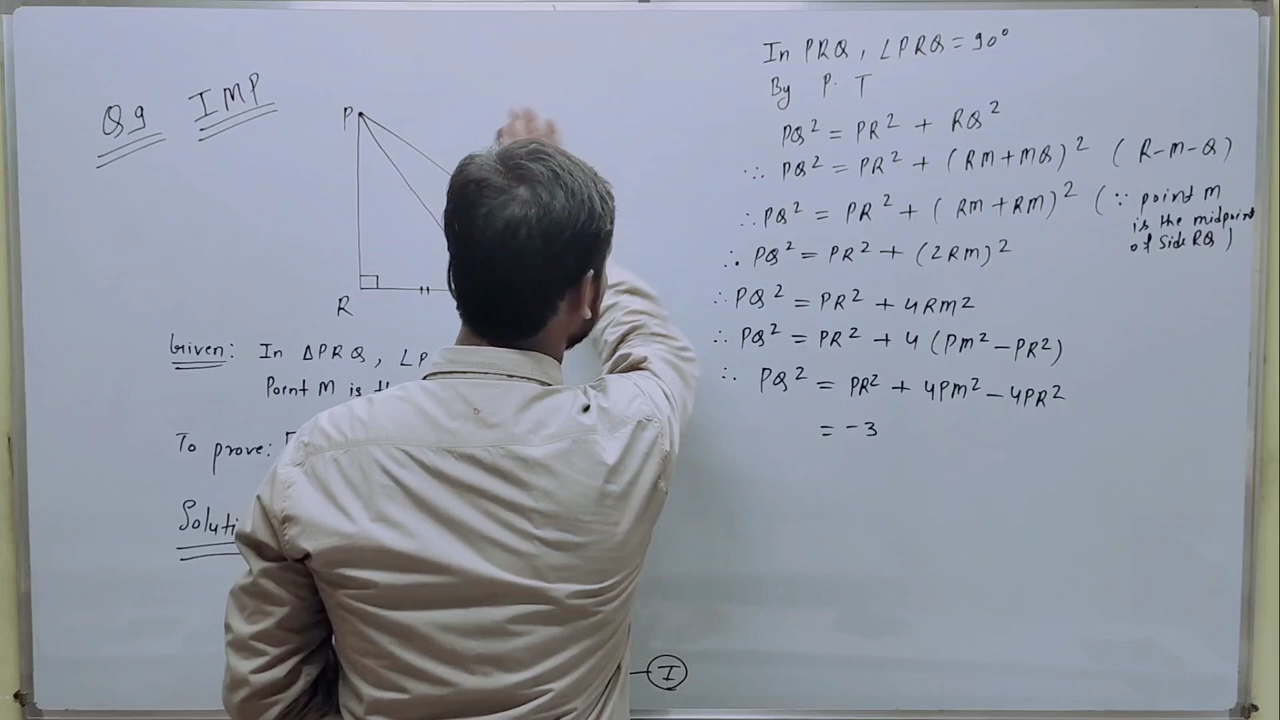 Q9 IMP
P
R
Given: In ΔPRQ, ∠P
Point M is
To prove:
Soluti
I
In PRQ, ∠PRQ = 90°
By P. T
PQ² = PR² + RQ²
∴ PQ² = PR² + (RM+MQ)² (R-M-Q)
∴ PQ² = PR² + (RM+RM)² (∵ point M
is the midpoint
of side RQ)
∴ PQ² = PR² + (2RM)²
∴ PQ² = PR² + 4RM²
∴ PQ² = PR² + 4(PM²-PR²)
∴ PQ² = PR² + 4PM² - 4PR²
= -3